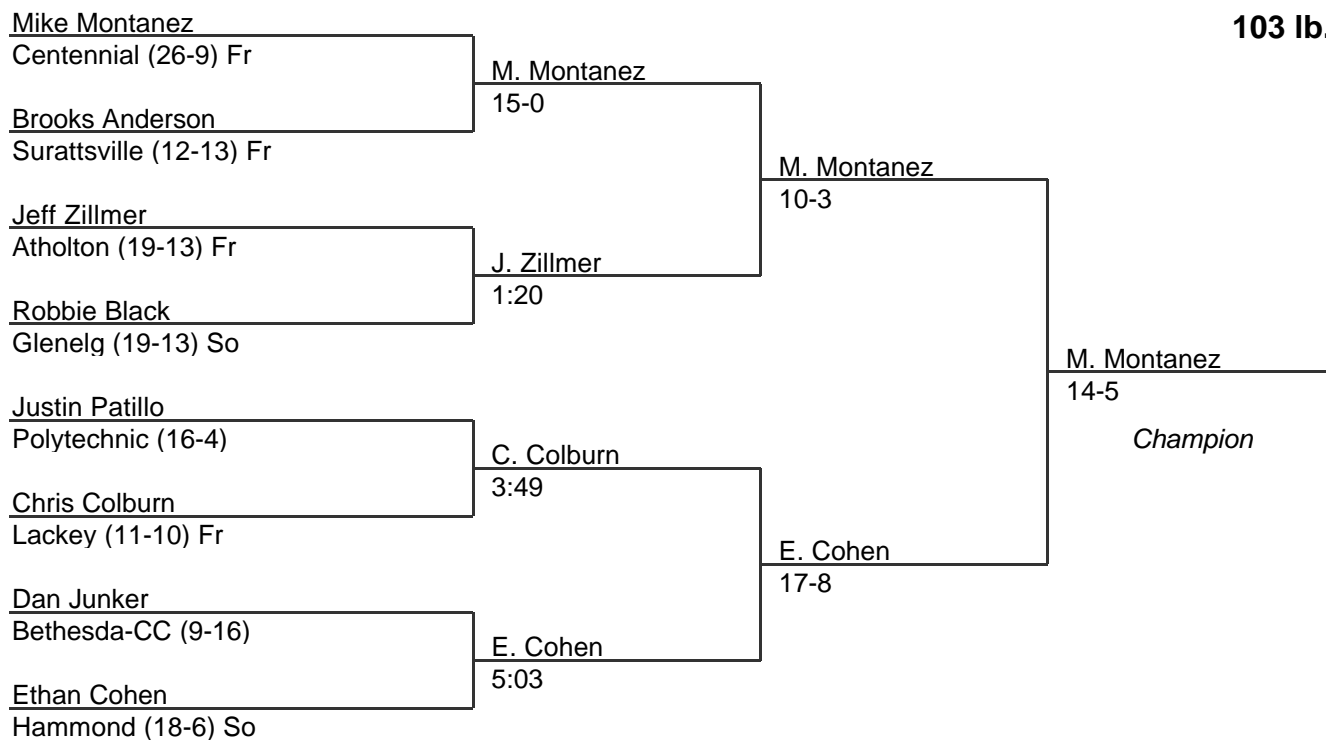 Mike Montanez
103 lb.
Centennial (26-9) Fr
M. Montanez
15-0
Brooks Anderson
Surattsville (12-13) Fr
M. Montanez
10-3
Jeff Zillmer
Atholton (19-13) Fr
J. Zillmer
1:20
Robbie Black
Glenelg (19-13) So
M. Montanez
14-5
Champion
Justin Patillo
Polytechnic (16-4)
C. Colburn
3:49
Chris Colburn
Lackey (11-10) Fr
E. Cohen
17-8
Dan Junker
Bethesda-CC (9-16)
E. Cohen
5:03
Ethan Cohen
Hammond (18-6) So